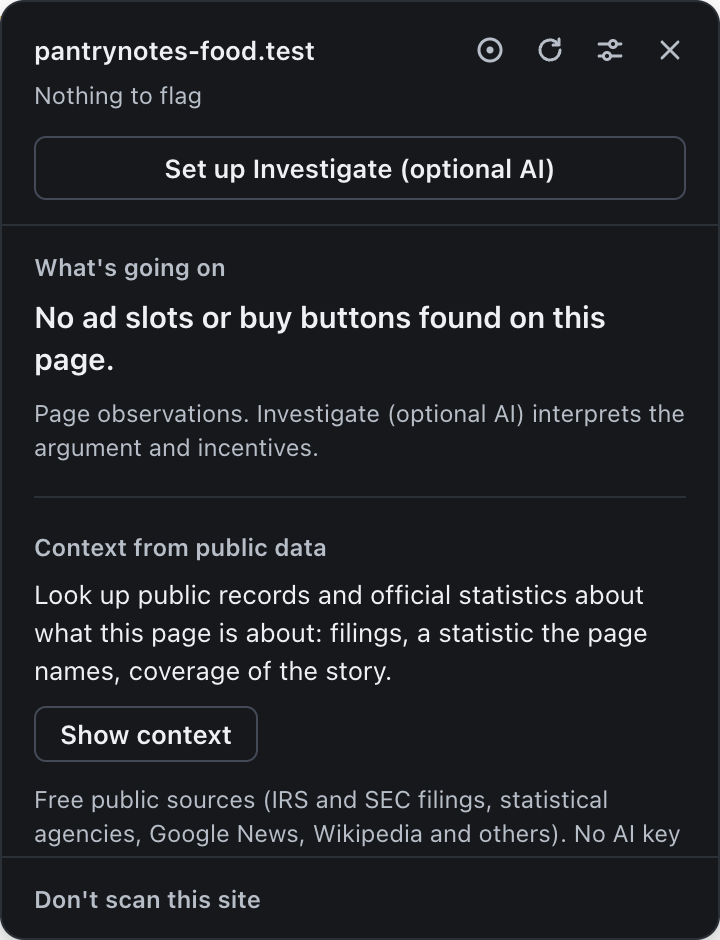 pantrynotes-food.test
Nothing to flag
Set up Investigate (optional AI)
What's going on
No ad slots or buy buttons found on this
page.
Page observations. Investigate (optional AI) interprets the
argument and incentives.
Context from public data
Look up public records and official statistics about
what this page is about: filings, a statistic the page
names, coverage of the story.
Show context
Free public sources (IRS and SEC filings, statistical
agencies, Google News, Wikipedia and others). No AI key
Don't scan this site